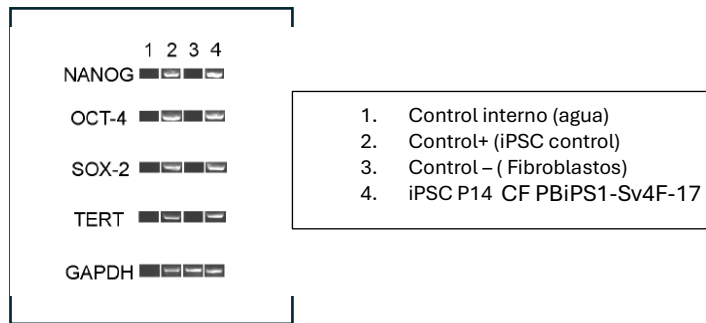 1 2 3 4
NANOG
OCT-4
SOX-2
TERT
GAPDH
1. Control interno (agua)
2. Control+ (iPSC control)
3. Control – ( Fibroblastos)
4. iPSC P14 CF PBiPS1-Sv4F-17